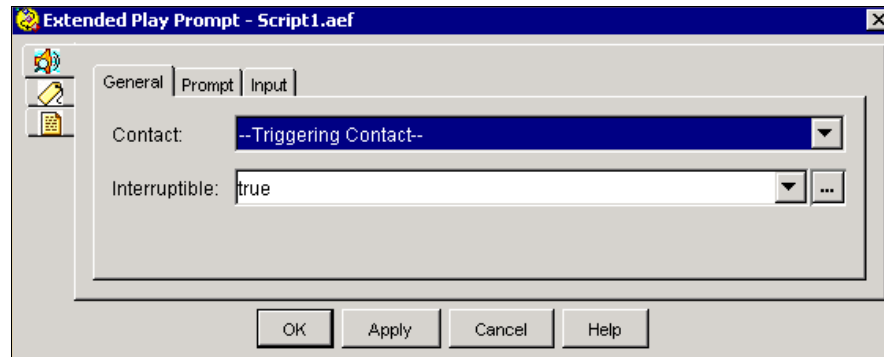 Extended Play Prompt - Script1.aef
General Prompt Input
Contact: --Triggering Contact--
Interruptible: true ...
OK Apply Cancel Help